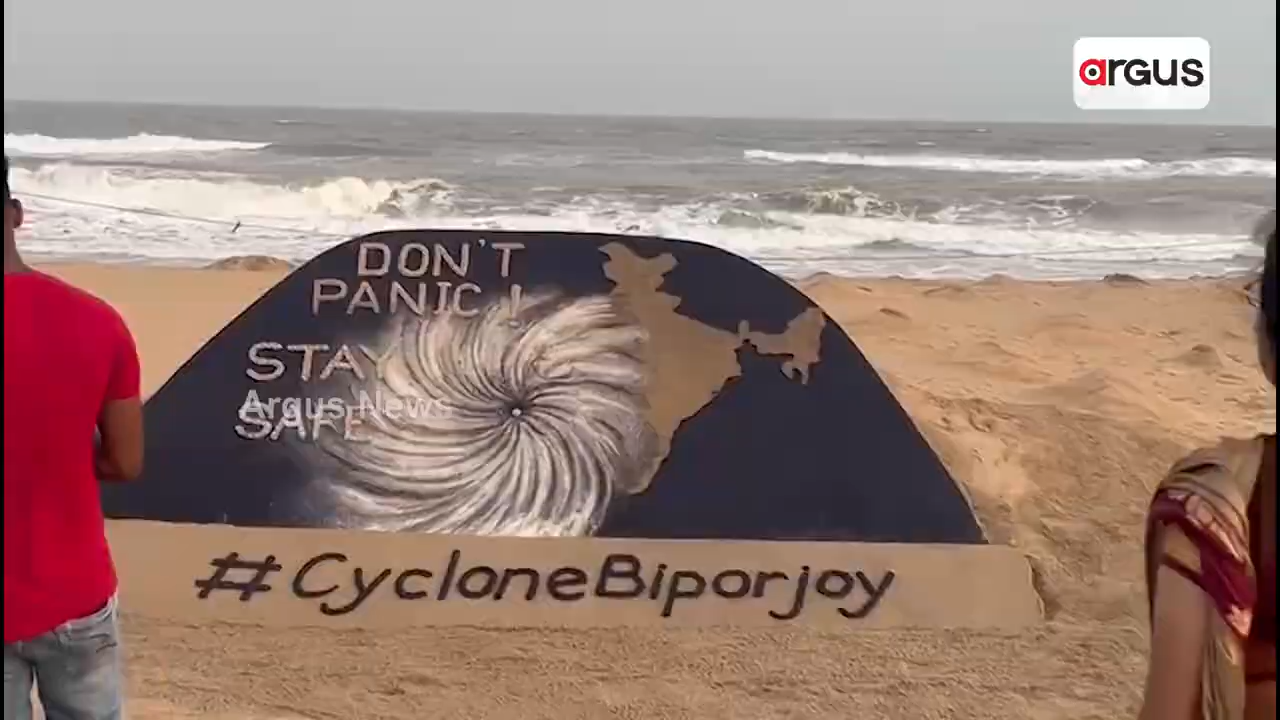 argus
DON'T
PANIC !
STAY
Argus News
SAFE
#CycloneBiporjoy